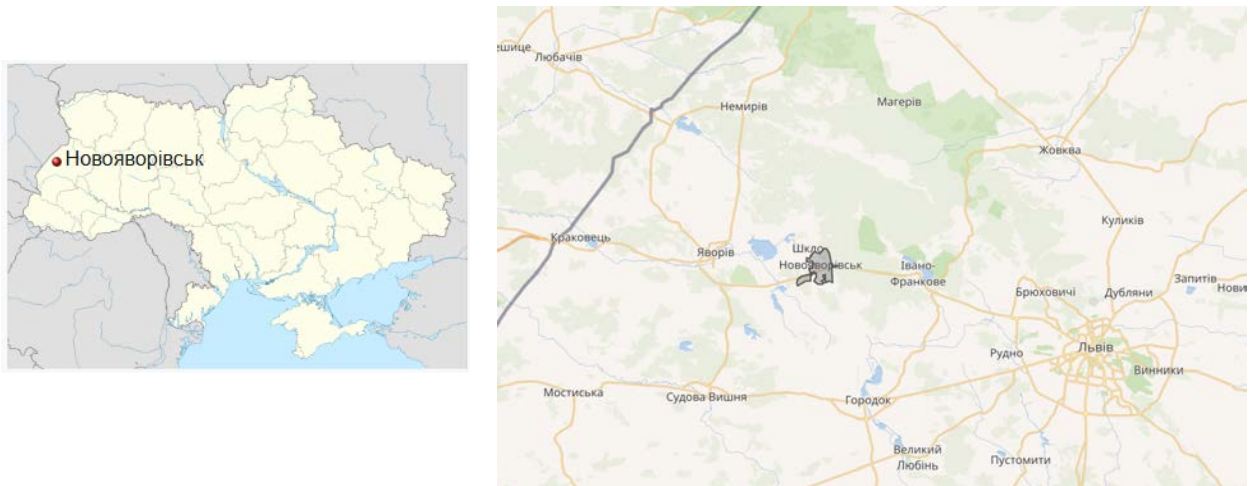 Новояворівськ
ешице
Любачів
Немирів
Магерів
Жовква
Куликів
Краковець
Яворів
Шкло
Новояворівськ
Івано-
Франкове
Запитів
Нови
Брюховичі
Дубляни
Львів
Рудно
Винники
Мостиська
Судова Вишня
Городок
Великий
Любінь
Пустомити